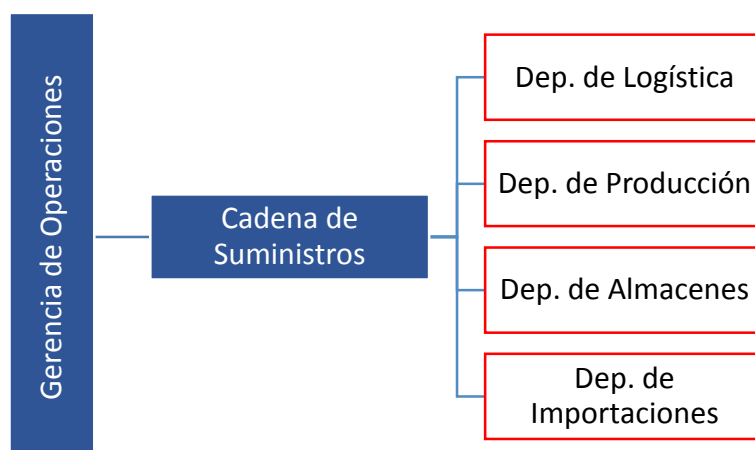 Gerencia de Operaciones
Cadena de
Suministros
Dep. de Logística
Dep. de Producción
Dep. de Almacenes
Dep. de
Importaciones